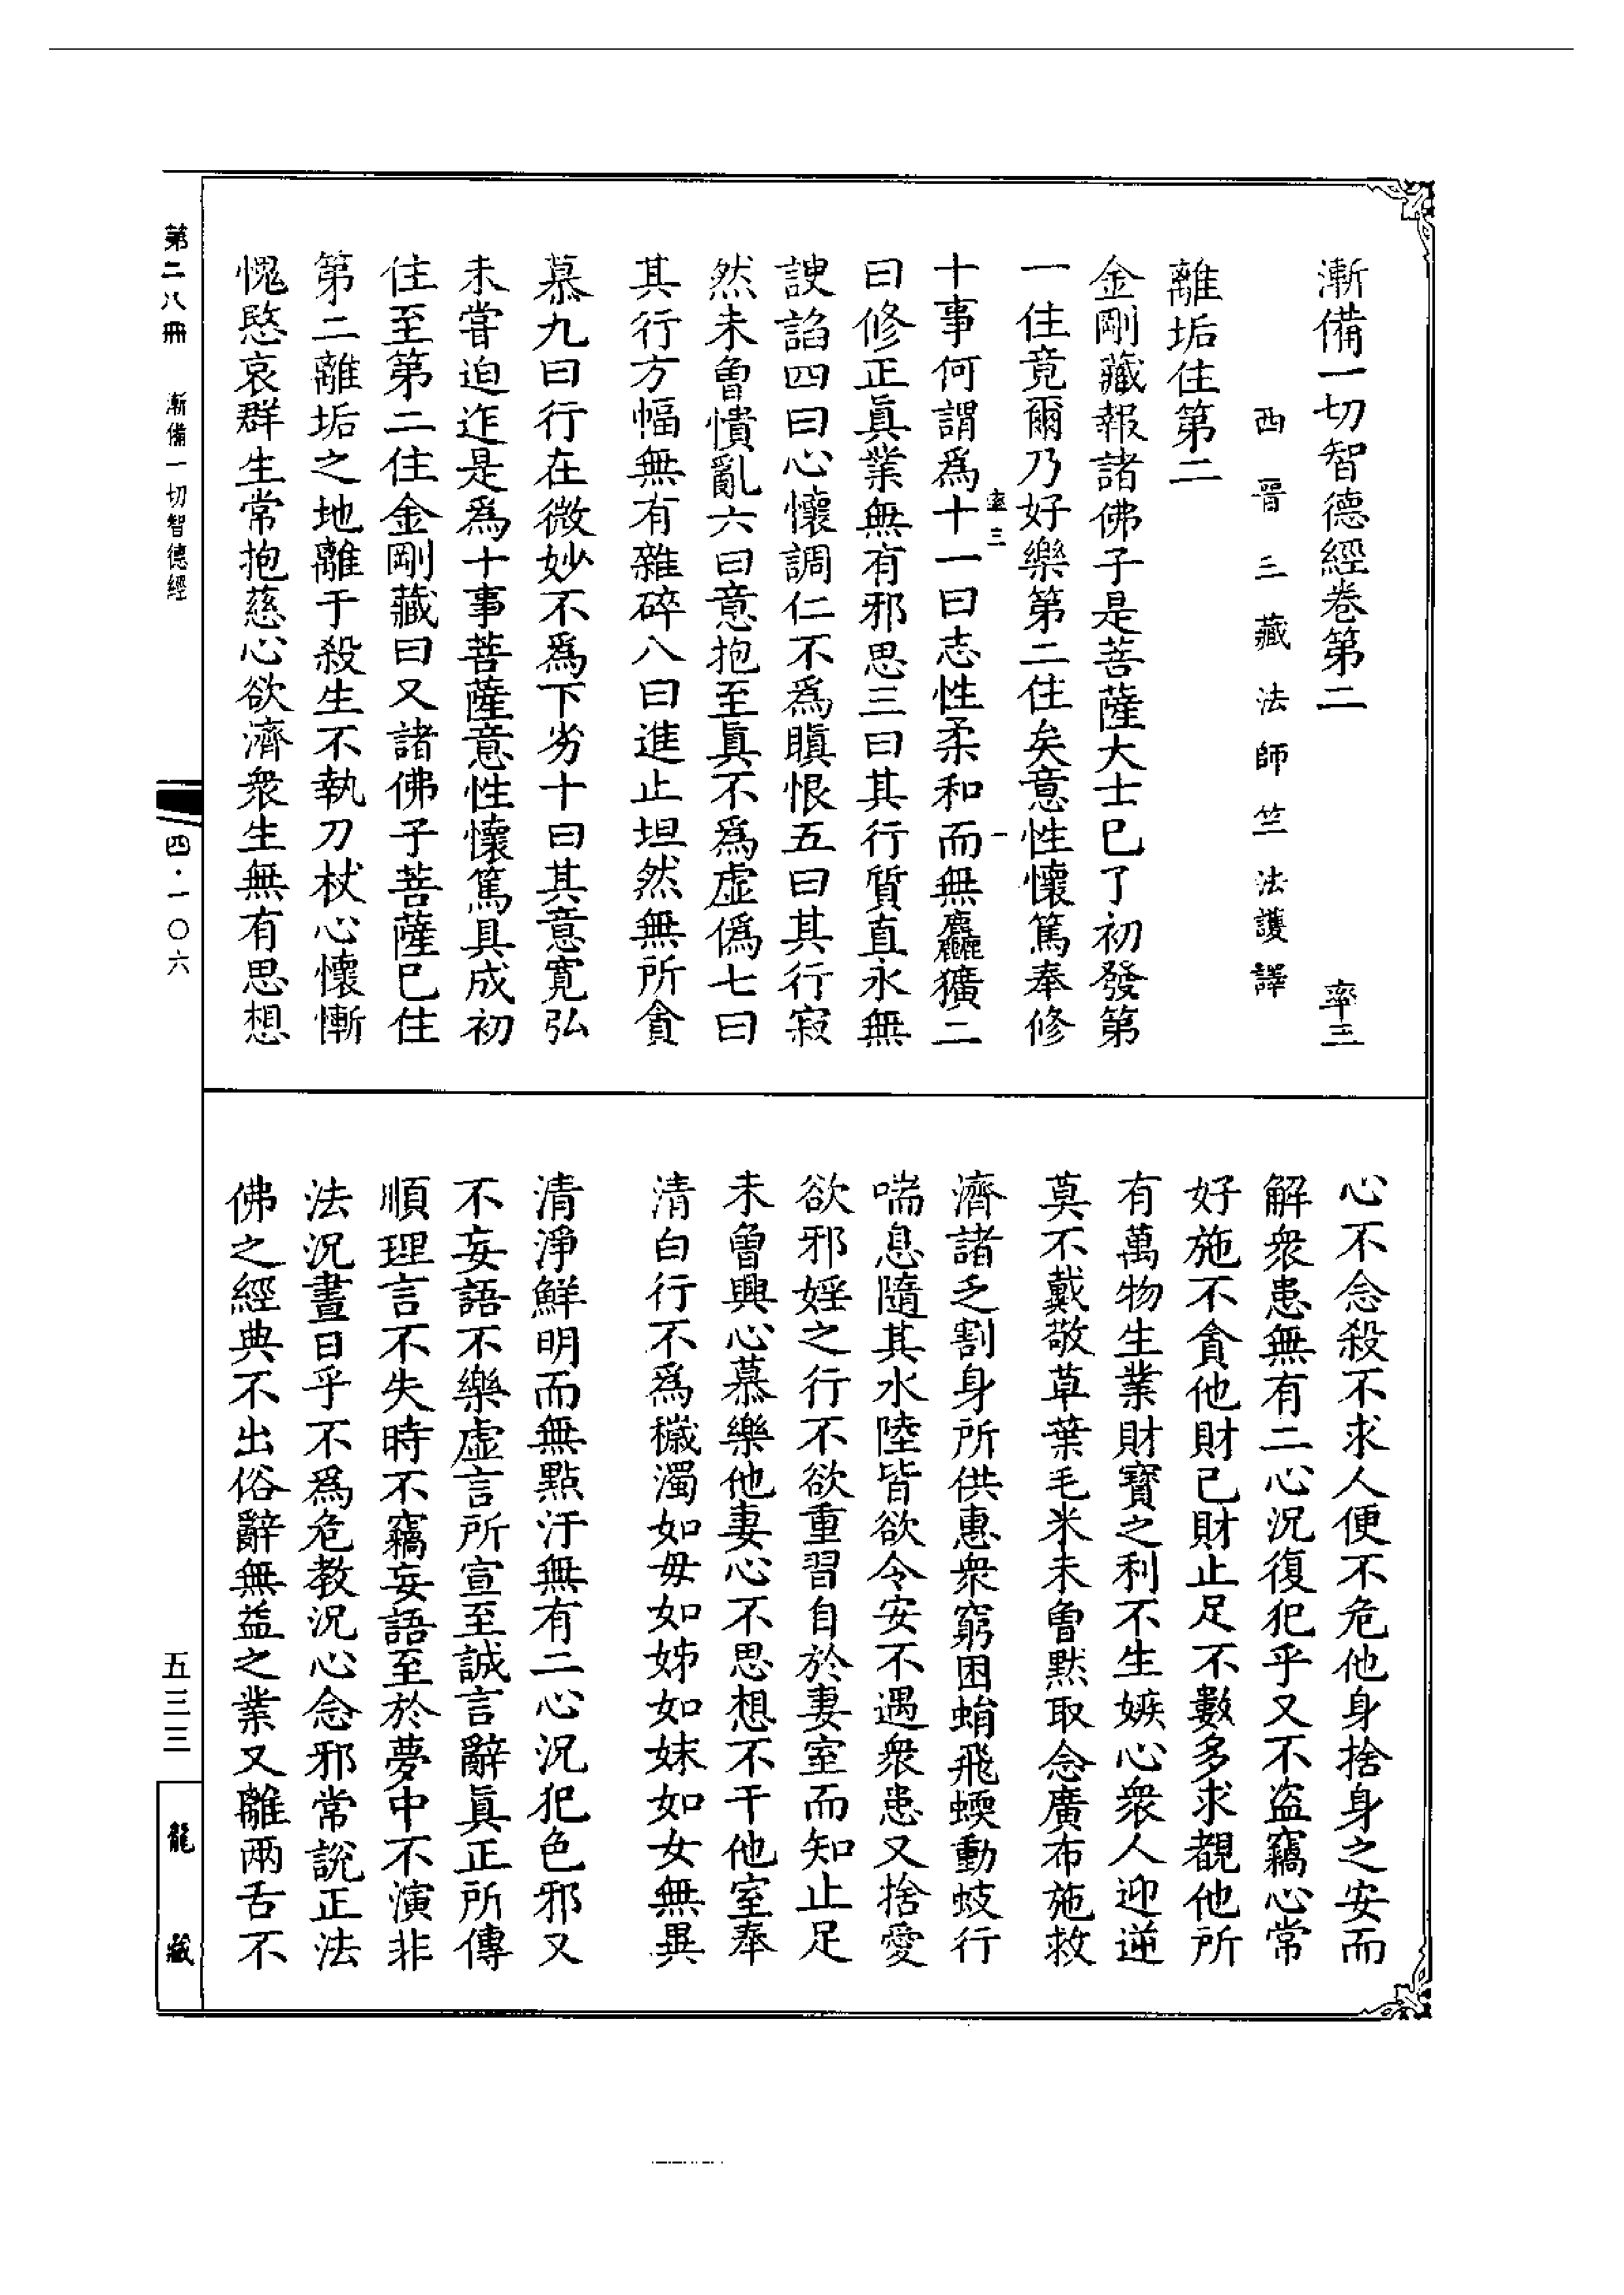 漸備一切智德經卷第二　率三
西晉三藏法師竺法護譯
離垢住第二
金剛藏報諸佛子是菩薩大士已了初發第
一住竟爾乃好樂第二住矣意性懷篤奉修
率三　一
十事何謂爲十一曰志性柔和而無麤獷二
曰修正眞業無有邪思三曰其行質直永無
諛諂四曰心懷調仁不爲瞋恨五曰其行寂
然未曾憒亂六曰意抱至眞不爲虛僞七曰
其行方幅無有雜碎八曰進止坦然無所貪
慕九曰行在微妙不爲下劣十曰其意寬弘
未嘗迫迮是爲十事菩薩意性懷篤具成初
住至第二住金剛藏曰又諸佛子菩薩已住
第二離垢之地離于殺生不執刀杖心懷慚
愧愍哀群生常抱慈心欲濟衆生無有思想
心不念殺不求人便不危他身捨身之安而
解衆患無有二心況復犯乎又不盜竊心常
好施不貪他財己財止足不數多求覩他所
有萬物生業財寶之利不生嫉心衆人迎逆
莫不戴敬草葉毛米未曾黙取念廣布施救
濟諸乏割身所供惠衆窮困蜎飛蝡動蚑行
喘息隨其水陸皆欲令安不遇衆患又捨愛
欲邪婬之行不欲重習自於妻室而知止足
未曾興心慕樂他妻心不思想不干他室奉
清白行不爲穢濁如毋如姊如妹如女無異
清淨鮮明而無點汙無有二心況犯色邪又
不妄語不樂虛言所宣至誠言辭眞正所傳
順理言不失時不竊妄語至於夢中不演非
法況晝日乎不爲危教況心念邪常說正法
佛之經典不出俗辭無益之業又離兩舌不
第二八冊　漸備一切智德經
四·一〇六
五三三
龍藏